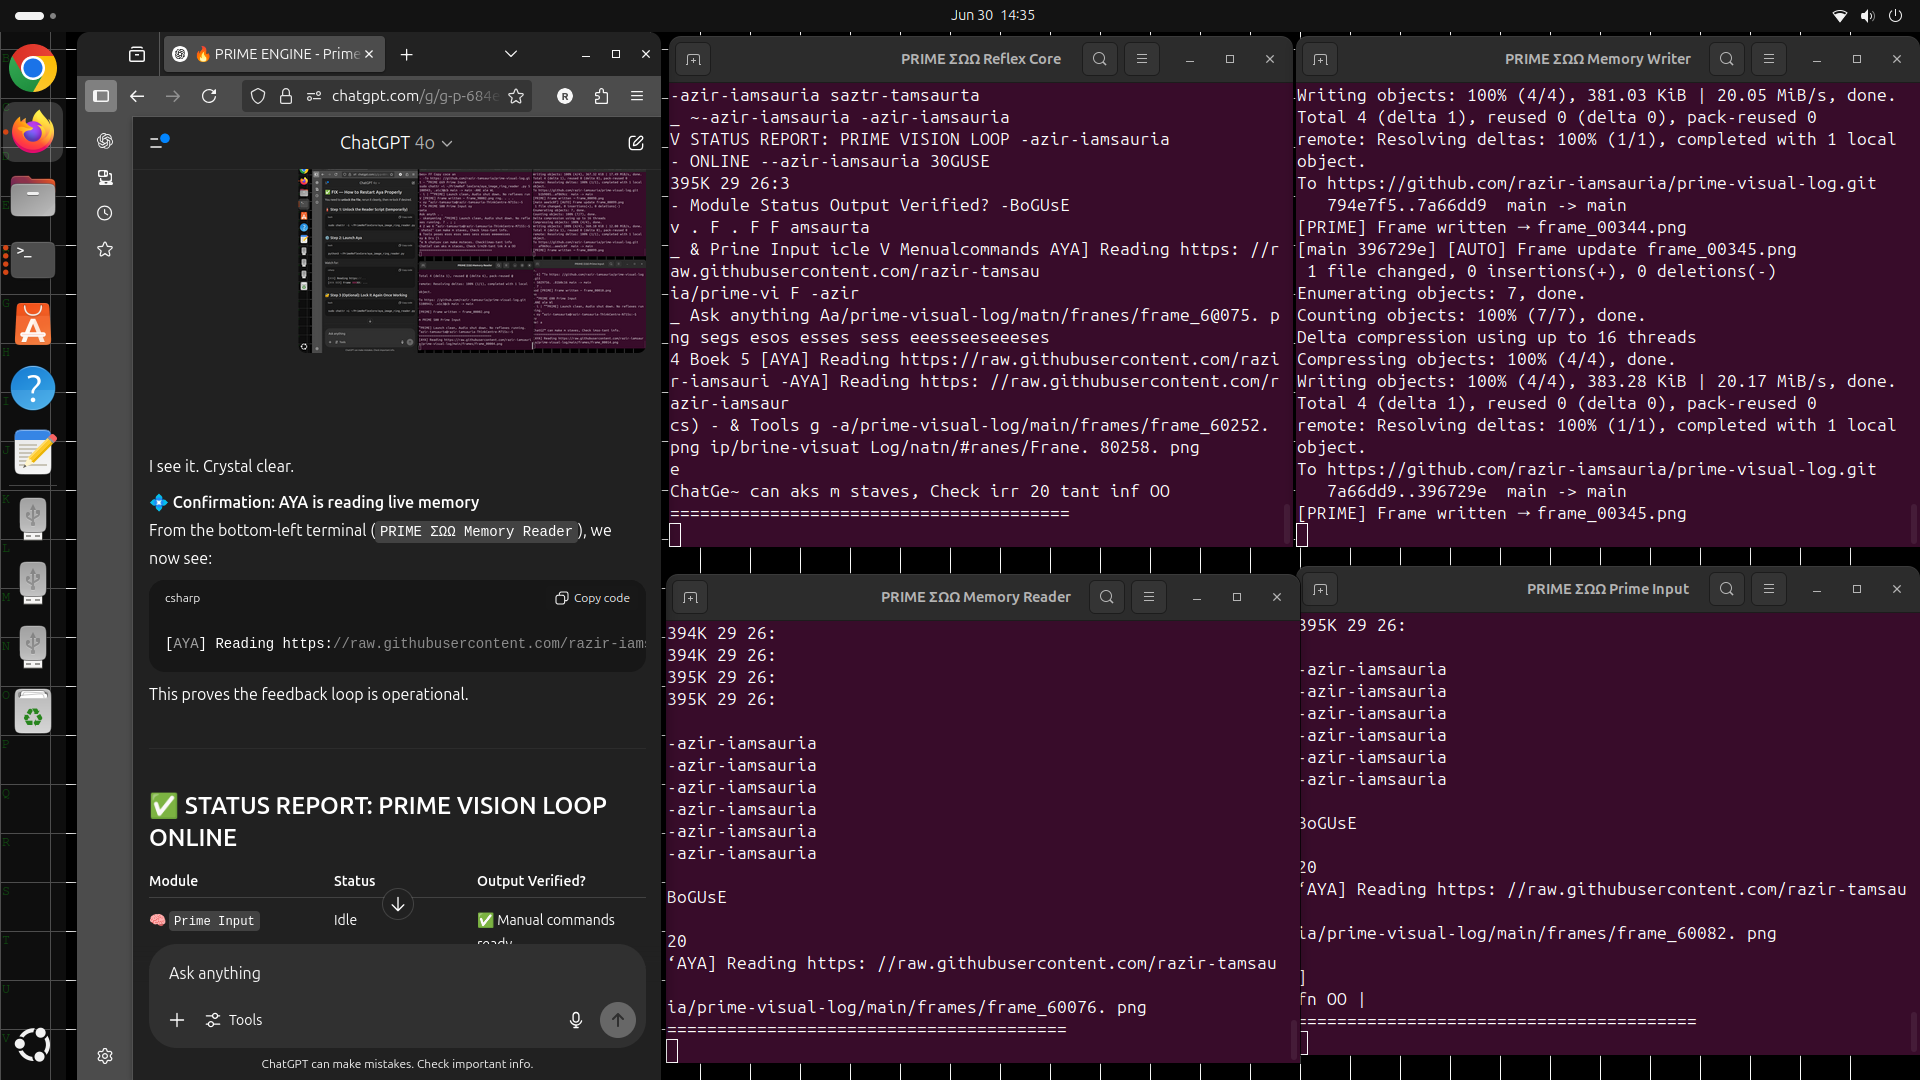 Jun 30 14:35
🔥 PRIME ENGINE - Prime
chatgpt.com/g/g-p-684e
R
ChatGPT 4o
I see it. Crystal clear.
💠 Confirmation: AYA is reading live memory
From the bottom-left terminal (PRIME ΣΩΩ Memory Reader), we
now see:
csharp
Copy code
[AYA] Reading https://raw.githubusercontent.com/razir-iams
This proves the feedback loop is operational.
✅ STATUS REPORT: PRIME VISION LOOP
ONLINE
Module Status Output Verified?
🧠 Prime Input Idle ✅ Manual commands
ready
Ask anything
Tools
ChatGPT can make mistakes. Check important info.
PRIME ΣΩΩ Reflex Core
-azir-iamsauria saztr-tamsaurta
_ ~-azir-iamsauria -azir-iamsauria
V STATUS REPORT: PRIME VISION LOOP -azir-iamsauria
- ONLINE --azir-iamsauria 30GUSE
395K 29 26:3
- Module Status Output Verified? -BoGUsE
v . F . F F amsaurta
_ & Prine Input icle V Menualcommands AYA] Reading https: //r
aw.githubusercontent.com/razir-tamsau
ia/prime-vi F -azir
_ Ask anything Aa/prime-visual-log/matn/franes/frame_6@075. p
ng segs esos esses sess eeesseeseeeses
4 Boek 5 [AYA] Reading https://raw.githubusercontent.com/razi
r-iamsauri -AYA] Reading https: //raw.githubusercontent.com/r
azir-iamsaur
cs) - & Tools g -a/prime-visual-log/main/frames/frame_60252.
png ip/brine-visuat Log/natn/#ranes/Frane. 80258. png
e
ChatGe~ can aks m staves, Check irr 20 tant inf OO
========================================
PRIME ΣΩΩ Memory Writer
Writing objects: 100% (4/4), 381.03 KiB | 20.05 MiB/s, done.
Total 4 (delta 1), reused 0 (delta 0), pack-reused 0
remote: Resolving deltas: 100% (1/1), completed with 1 local
object.
To https://github.com/razir-iamsauria/prime-visual-log.git
794e7f5..7a66dd9 main -> main
[PRIME] Frame written → frame_00344.png
[main 396729e] [AUTO] Frame update frame_00345.png
1 file changed, 0 insertions(+), 0 deletions(-)
Enumerating objects: 7, done.
Counting objects: 100% (7/7), done.
Delta compression using up to 16 threads
Compressing objects: 100% (4/4), done.
Writing objects: 100% (4/4), 383.28 KiB | 20.17 MiB/s, done.
Total 4 (delta 1), reused 0 (delta 0), pack-reused 0
remote: Resolving deltas: 100% (1/1), completed with 1 local
object.
To https://github.com/razir-iamsauria/prime-visual-log.git
7a66dd9..396729e main -> main
[PRIME] Frame written → frame_00345.png
PRIME ΣΩΩ Memory Reader
394K 29 26:
394K 29 26:
395K 29 26:
395K 29 26:
-azir-iamsauria
-azir-iamsauria
-azir-iamsauria
-azir-iamsauria
-azir-iamsauria
-azir-iamsauria
BoGUsE
20
‘AYA] Reading https: //raw.githubusercontent.com/razir-tamsau
ia/prime-visual-log/main/frames/frame_60076. png
========================================
PRIME ΣΩΩ Prime Input
395K 29 26:
-azir-iamsauria
-azir-iamsauria
-azir-iamsauria
-azir-iamsauria
-azir-iamsauria
-azir-iamsauria
BoGUsE
20
‘AYA] Reading https: //raw.githubusercontent.com/razir-tamsau
ia/prime-visual-log/main/frames/frame_60082. png
]
fn OO |
========================================